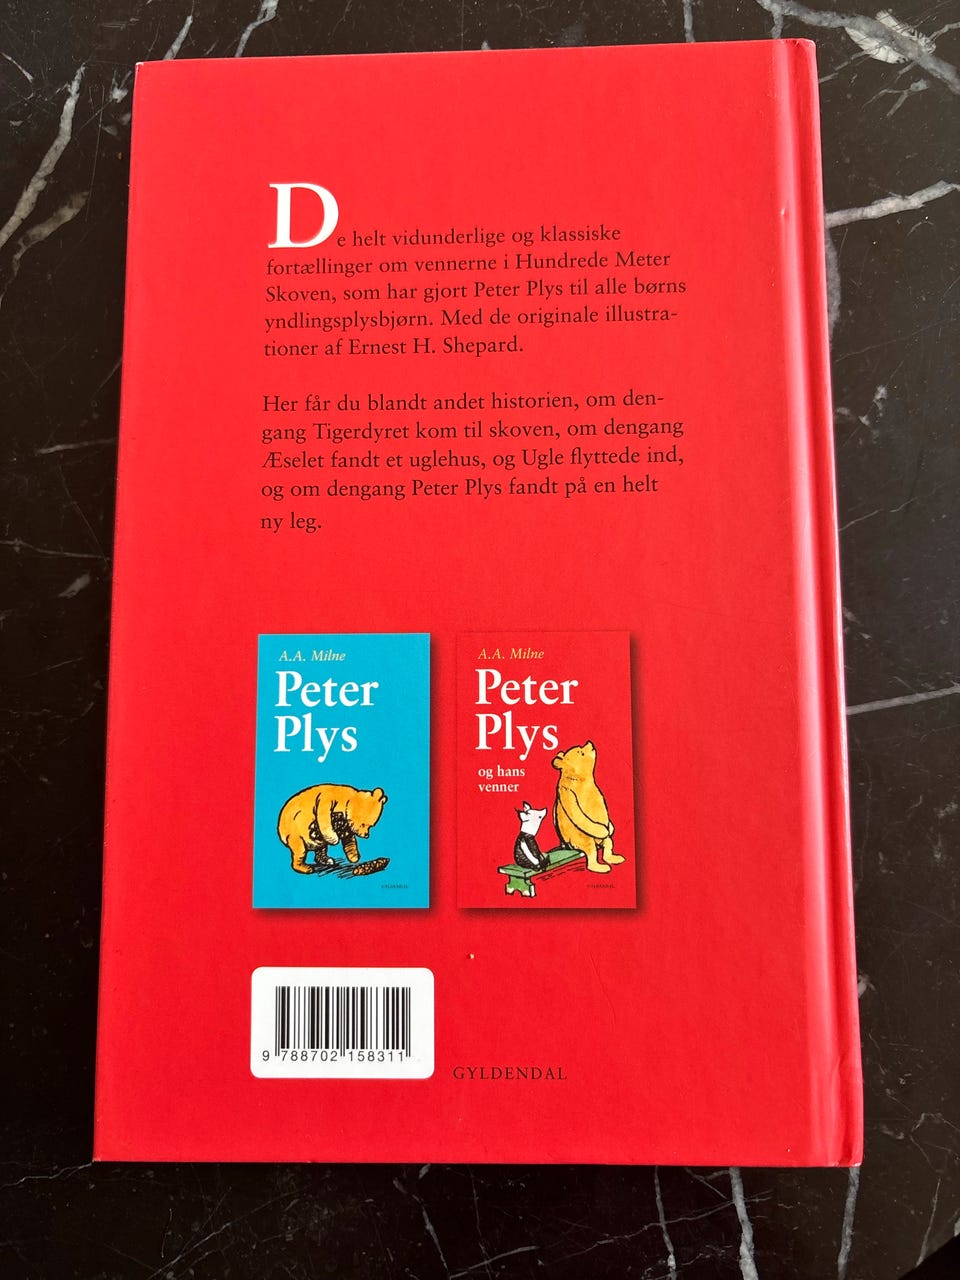 De helt vidunderlige og klassiske
fortællinger om vennerne i Hundrede Meter
Skoven, som har gjort Peter Plys til alle børns
yndlingsplysbjørn. Med de originale illustra-
tioner af Ernest H. Shepard.
Her får du blandt andet historien, om den-
gang Tigerdyret kom til skoven, om dengang
Æselet fandt et uglehus, og Ugle flyttede ind,
og om dengang Peter Plys fandt på en helt
ny leg.
A.A. Milne
Peter
Plys
GYLDENDAL
A.A. Milne
Peter
Plys
og hans
venner
GYLDENDAL
9 788702 158311
GYLDENDAL